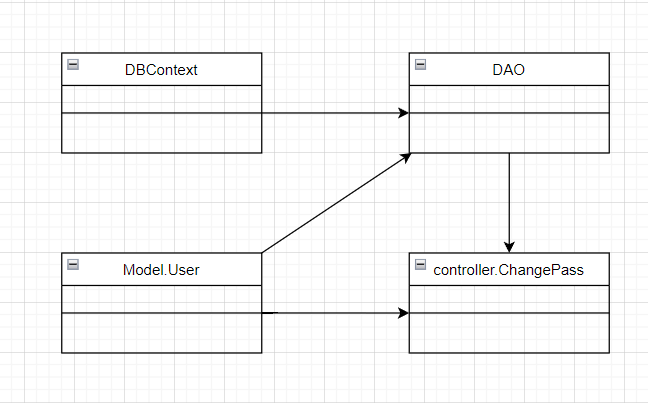 DBContext
DAO
Model.User
controller.ChangePass